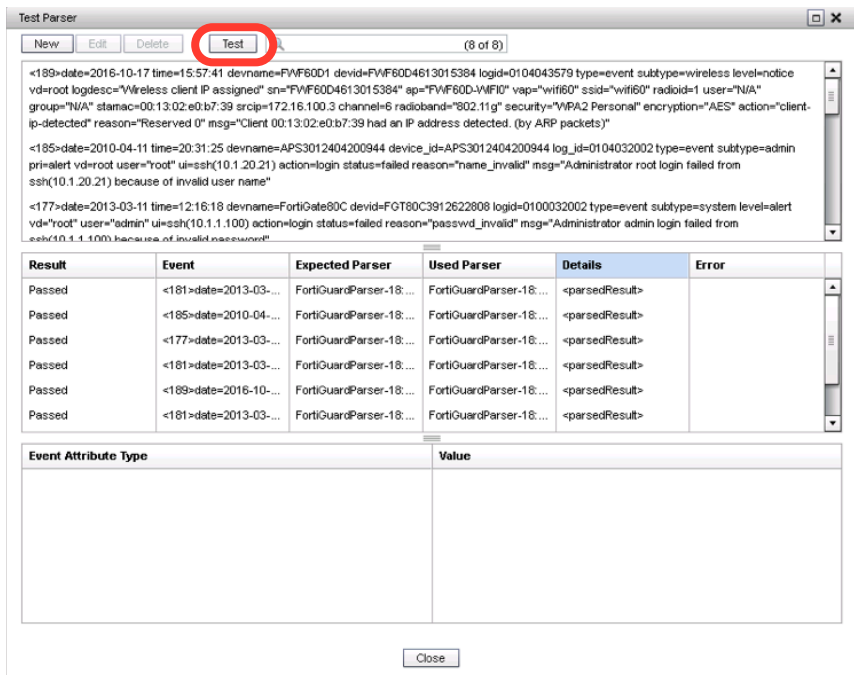 Test Parser
New Edit Delete Test (8 of 8)
<189>date=2016-10-17 time=15:57:41 devname=FWF60D1 devid=FWF60D4613015384 logid=0104043579 type=event subtype=wireless level=notice
vd=root logdesc="Wireless client IP assigned" sn="FWF60D4613015384" ap="FWF60D-WIFI0" vap="wifi60" ssid="wifi60" radioid=1 user="N/A"
group="N/A" stamac=00:13:02:e0:b7:39 srcip=172.16.100.3 channel=6 radioband="802.11g" security="WPA2 Personal" encryption="AES" action="client-
ip-detected" reason="Reserved 0" msg="Client 00:13:02:e0:b7:39 had an IP address detected. (by ARP packets)"
<185>date=2010-04-11 time=20:31:25 devname=APS3012404200944 device_id=APS3012404200944 log_id=0104032002 type=event subtype=admin
pri=alert vd=root user="root" ui=ssh(10.1.20.21) action=login status=failed reason="name_invalid" msg="Administrator root login failed from
ssh(10.1.20.21) because of invalid user name"
<177>date=2013-03-11 time=12:16:18 devname=FortiGate80C devid=FGT80C3912622808 logid=0100032002 type=event subtype=system level=alert
vd="root" user="admin" ui=ssh(10.1.1.100) action=login status=failed reason="passwd_invalid" msg="Administrator admin login failed from
ssh(10.1.1.100) because of invalid password"
Result Event Expected Parser Used Parser Details Error
Passed <181>date=2013-03-... FortiGuardParser-18:... FortiGuardParser-18:... <parsedResult>
Passed <185>date=2010-04-... FortiGuardParser-18:... FortiGuardParser-18:... <parsedResult>
Passed <177>date=2013-03-... FortiGuardParser-18:... FortiGuardParser-18:... <parsedResult>
Passed <181>date=2013-03-... FortiGuardParser-18:... FortiGuardParser-18:... <parsedResult>
Passed <189>date=2016-10-... FortiGuardParser-18:... FortiGuardParser-18:... <parsedResult>
Passed <181>date=2013-03-... FortiGuardParser-18:... FortiGuardParser-18:... <parsedResult>
Event Attribute Type Value
Close